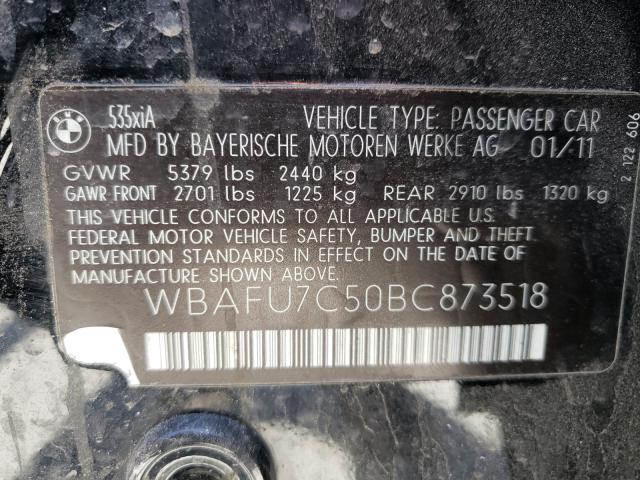 BMW
535xiA VEHICLE TYPE: PASSENGER CAR
MFD BY BAYERISCHE MOTOREN WERKE AG 01/11
GVWR 5379 lbs 2440 kg
GAWR FRONT 2701 lbs 1225 kg REAR 2910 lbs 1320 kg
THIS VEHICLE CONFORMS TO ALL APPLICABLE U.S.
FEDERAL MOTOR VEHICLE SAFETY, BUMPER AND THEFT
PREVENTION STANDARDS IN EFFECT ON THE DATE OF
MANUFACTURE SHOWN ABOVE.
WBAFU7C50BC873518
2 122 606